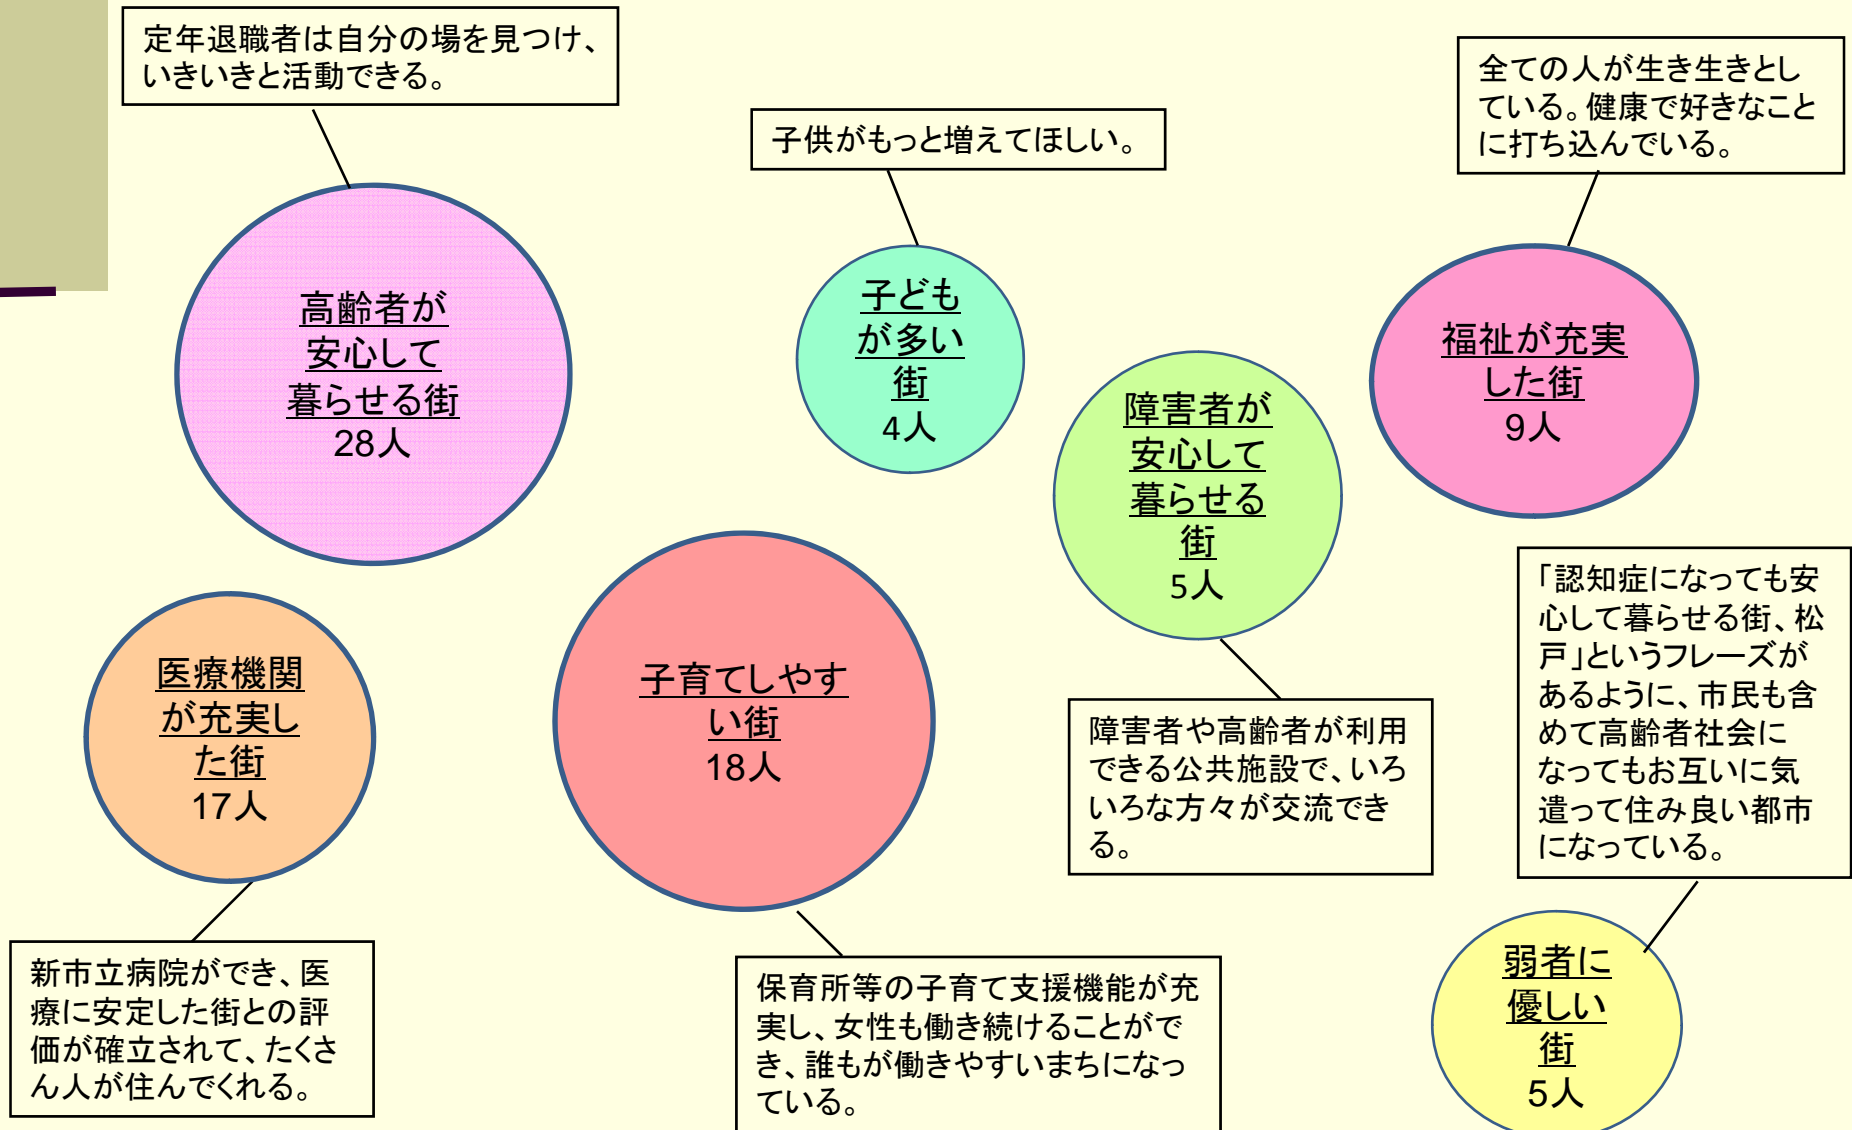 定年退職者は自分の場を見つけ、
いきいきと活動できる。
高齢者が
安心して
暮らせる街
28人
子供がもっと増えてほしい。
子ども
が多い
街
4人
全ての人が生き生きとし
ている。健康で好きなこと
に打ち込んでいる。
福祉が充実
した街
9人
障害者が
安心して
暮らせる
街
5人
障害者や高齢者が利用
できる公共施設で、いろ
いろな方々が交流でき
る。
医療機関
が充実し
た街
17人
新市立病院ができ、医
療に安定した街との評
価が確立されて、たくさ
ん人が住んでくれる。
子育てしやす
い街
18人
保育所等の子育て支援機能が充
実し、女性も働き続けることがで
き、誰もが働きやすいまちになっ
ている。
「認知症になっても安
心して暮らせる街、松
戸」というフレーズが
あるように、市民も含
めて高齢者社会に
なってもお互いに気
遣って住み良い都市
になっている。
弱者に
優しい
街
5人